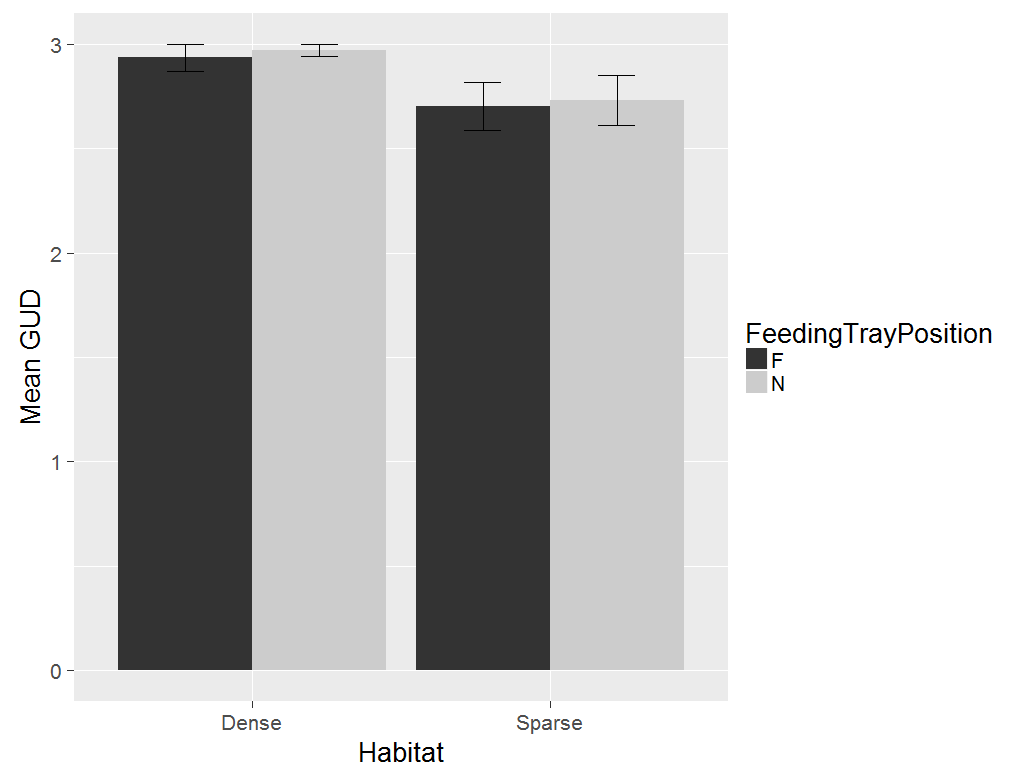 3
2
1
0
Mean GUD
Dense Sparse
Habitat
FeedingTrayPosition
F
N